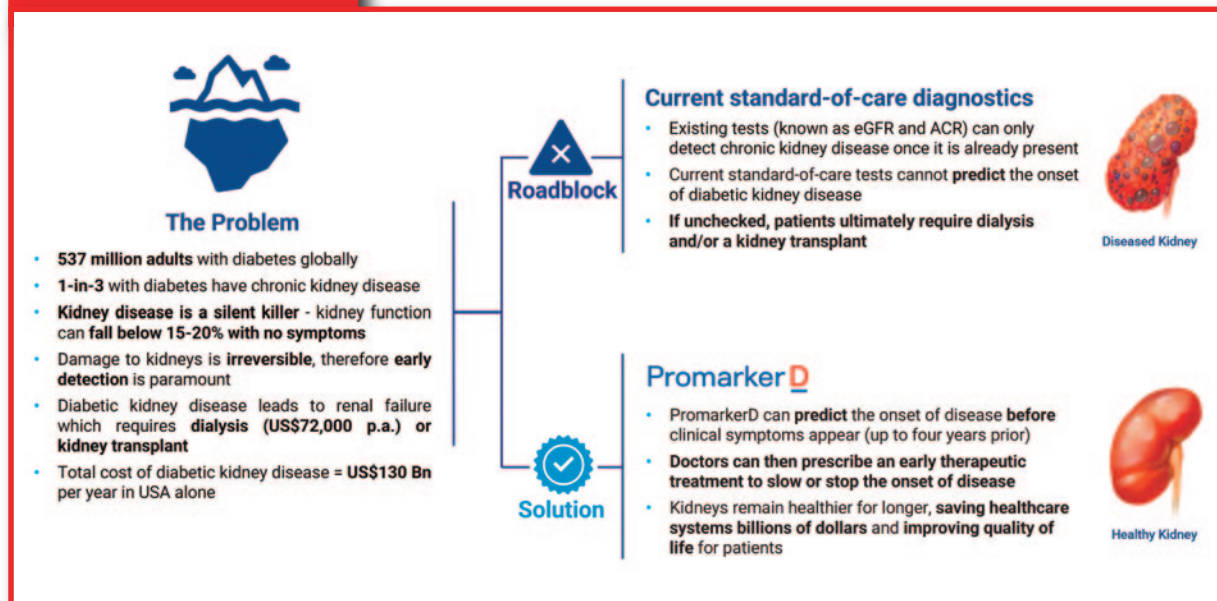 The Problem
• 537 million adults with diabetes globally
• 1-in-3 with diabetes have chronic kidney disease
• Kidney disease is a silent killer - kidney function
can fall below 15-20% with no symptoms
• Damage to kidneys is irreversible, therefore early
detection is paramount
• Diabetic kidney disease leads to renal failure
which requires dialysis (US$72,000 p.a.) or
kidney transplant
• Total cost of diabetic kidney disease = US$130 Bn
per year in USA alone
Roadblock
Current standard-of-care diagnostics
• Existing tests (known as eGFR and ACR) can only
detect chronic kidney disease once it is already present
• Current standard-of-care tests cannot predict the onset
of diabetic kidney disease
• If unchecked, patients ultimately require dialysis
and/or a kidney transplant
Diseased Kidney
Solution
PromarkerD
• PromarkerD can predict the onset of disease before
clinical symptoms appear (up to four years prior)
• Doctors can then prescribe an early therapeutic
treatment to slow or stop the onset of disease
• Kidneys remain healthier for longer, saving healthcare
systems billions of dollars and improving quality of
life for patients
Healthy Kidney